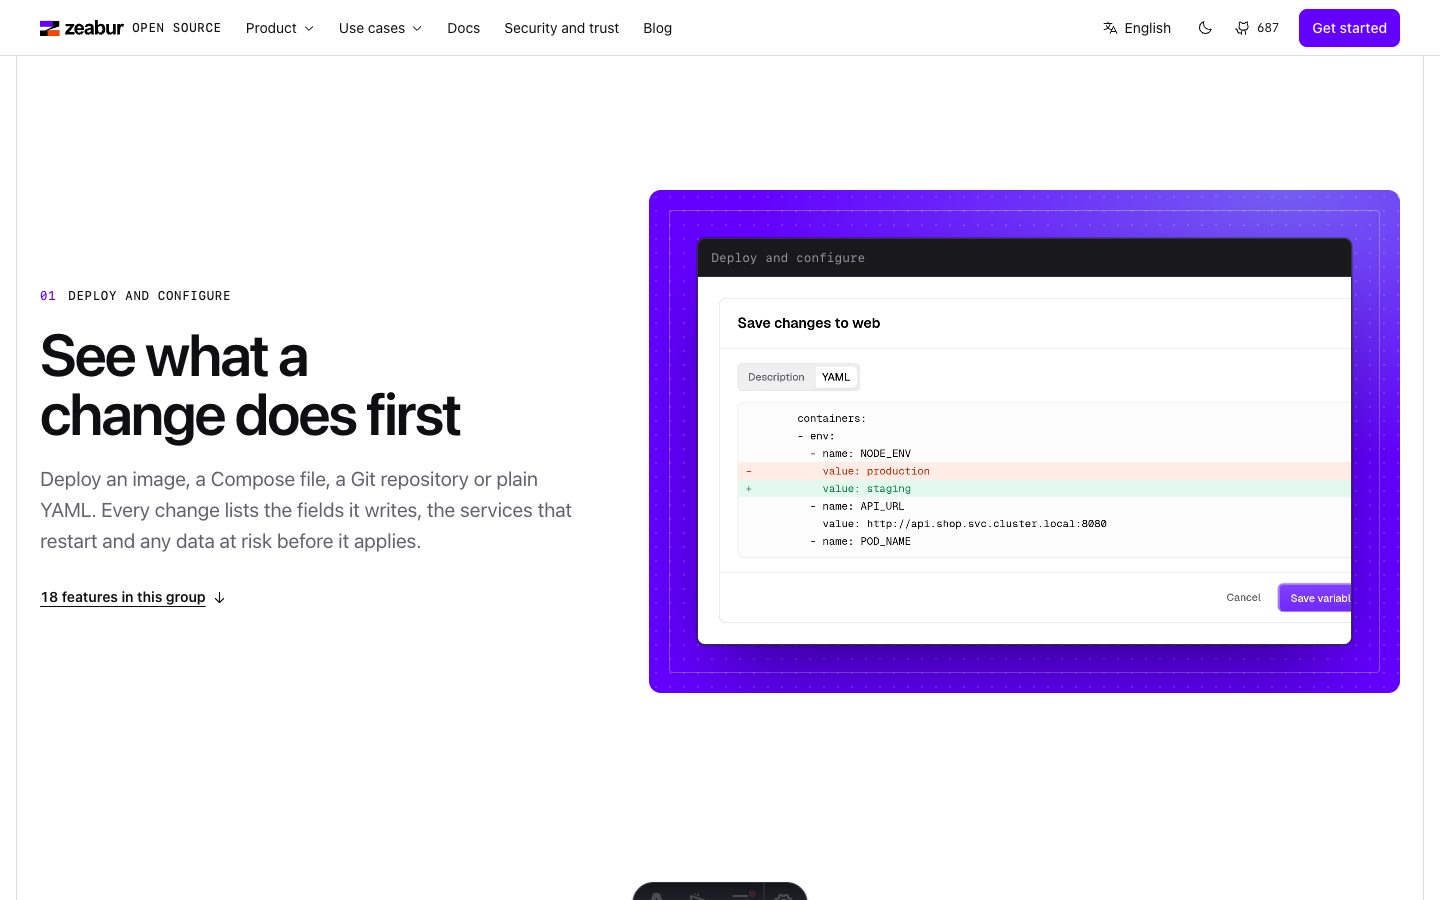 zeabur OPEN SOURCE Product Use cases Docs Security and trust Blog English 687 Get started
01 DEPLOY AND CONFIGURE
See what a
change does first
Deploy an image, a Compose file, a Git repository or plain
YAML. Every change lists the fields it writes, the services that
restart and any data at risk before it applies.
18 features in this group ↓
Deploy and configure
Save changes to web
Description YAML
containers:
- env:
- name: NODE_ENV
- value: production
+ value: staging
- name: API_URL
value: http://api.shop.svc.cluster.local:8080
- name: POD_NAME
Cancel Save variabl